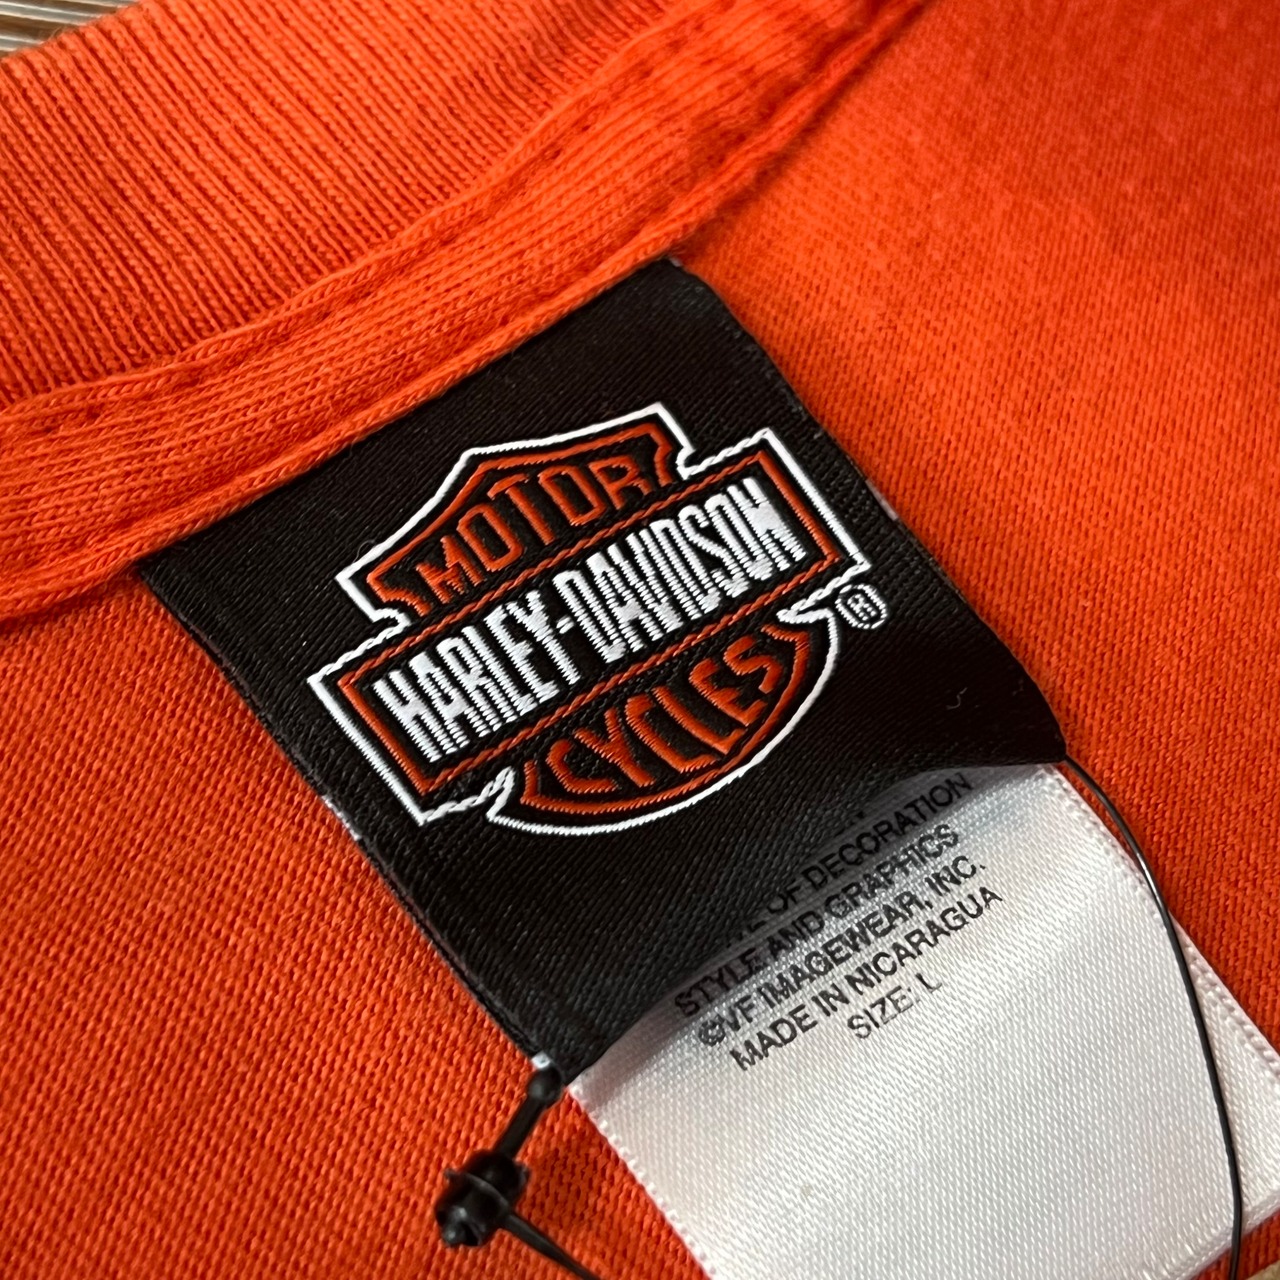 MOTOR
HARLEY-DAVIDSON
®
CYCLES
OF DECORATION
STYLE AND GRAPHICS
©VF IMAGEWEAR, INC.
MADE IN NICARAGUA
SIZE: L